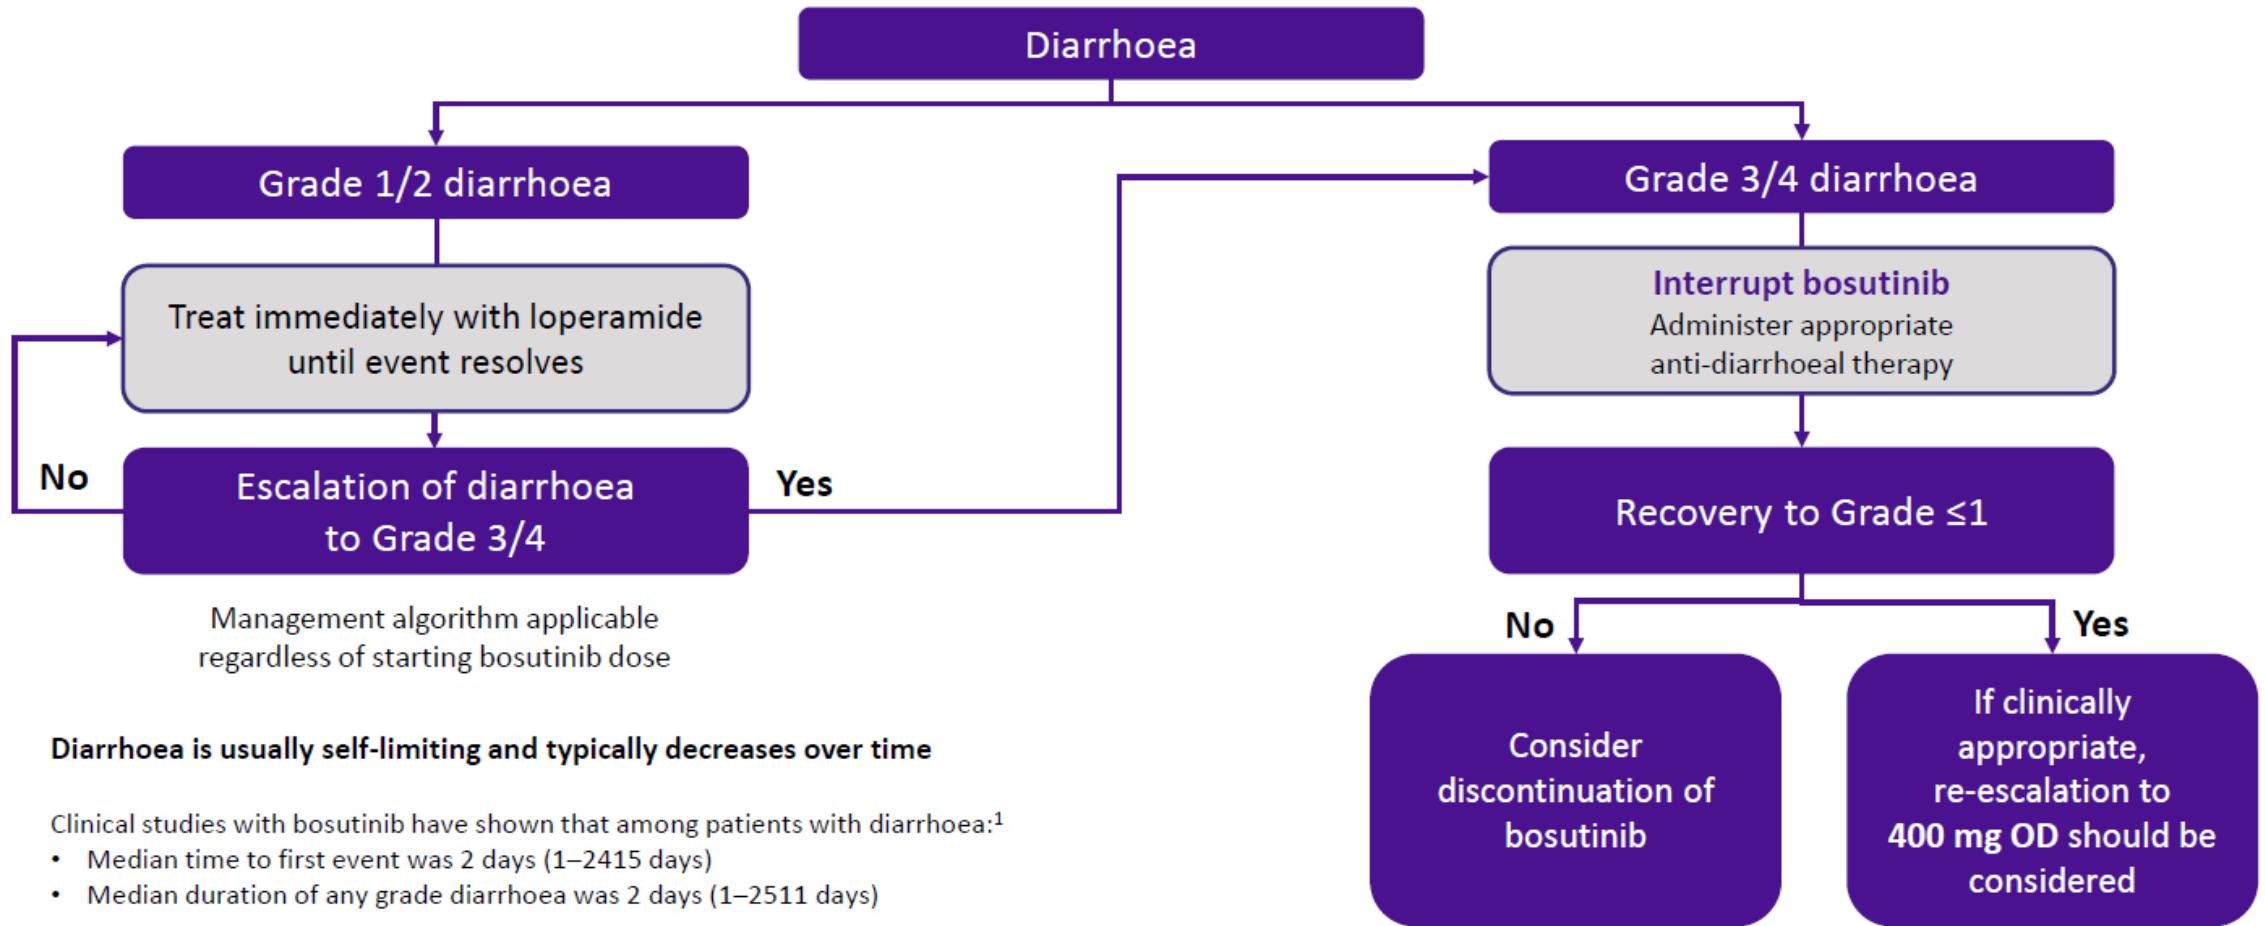 Diarrhoea
Grade 1/2 diarrhoea
Grade 3/4 diarrhoea
Treat immediately with loperamide
until event resolves
Interrupt bosutinib
Administer appropriate
anti-diarrhoeal therapy
No
Escalation of diarrhoea
to Grade 3/4
Yes
Recovery to Grade ≤1
Management algorithm applicable
regardless of starting bosutinib dose
No
Yes
Consider
discontinuation of
bosutinib
If clinically
appropriate,
re-escalation to
400 mg OD should be
considered
Diarrhoea is usually self-limiting and typically decreases over time
Clinical studies with bosutinib have shown that among patients with diarrhoea:¹
• Median time to first event was 2 days (1–2415 days)
• Median duration of any grade diarrhoea was 2 days (1–2511 days)